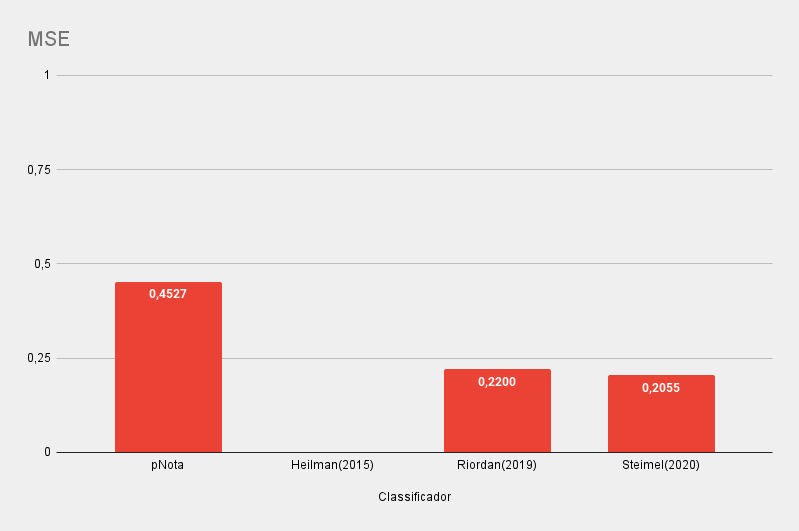 MSE
1
0,75
0,5
0,25
0
0,4527
0,2200
0,2055
pNota
Heilman(2015)
Riordan(2019)
Steimel(2020)
Classificador